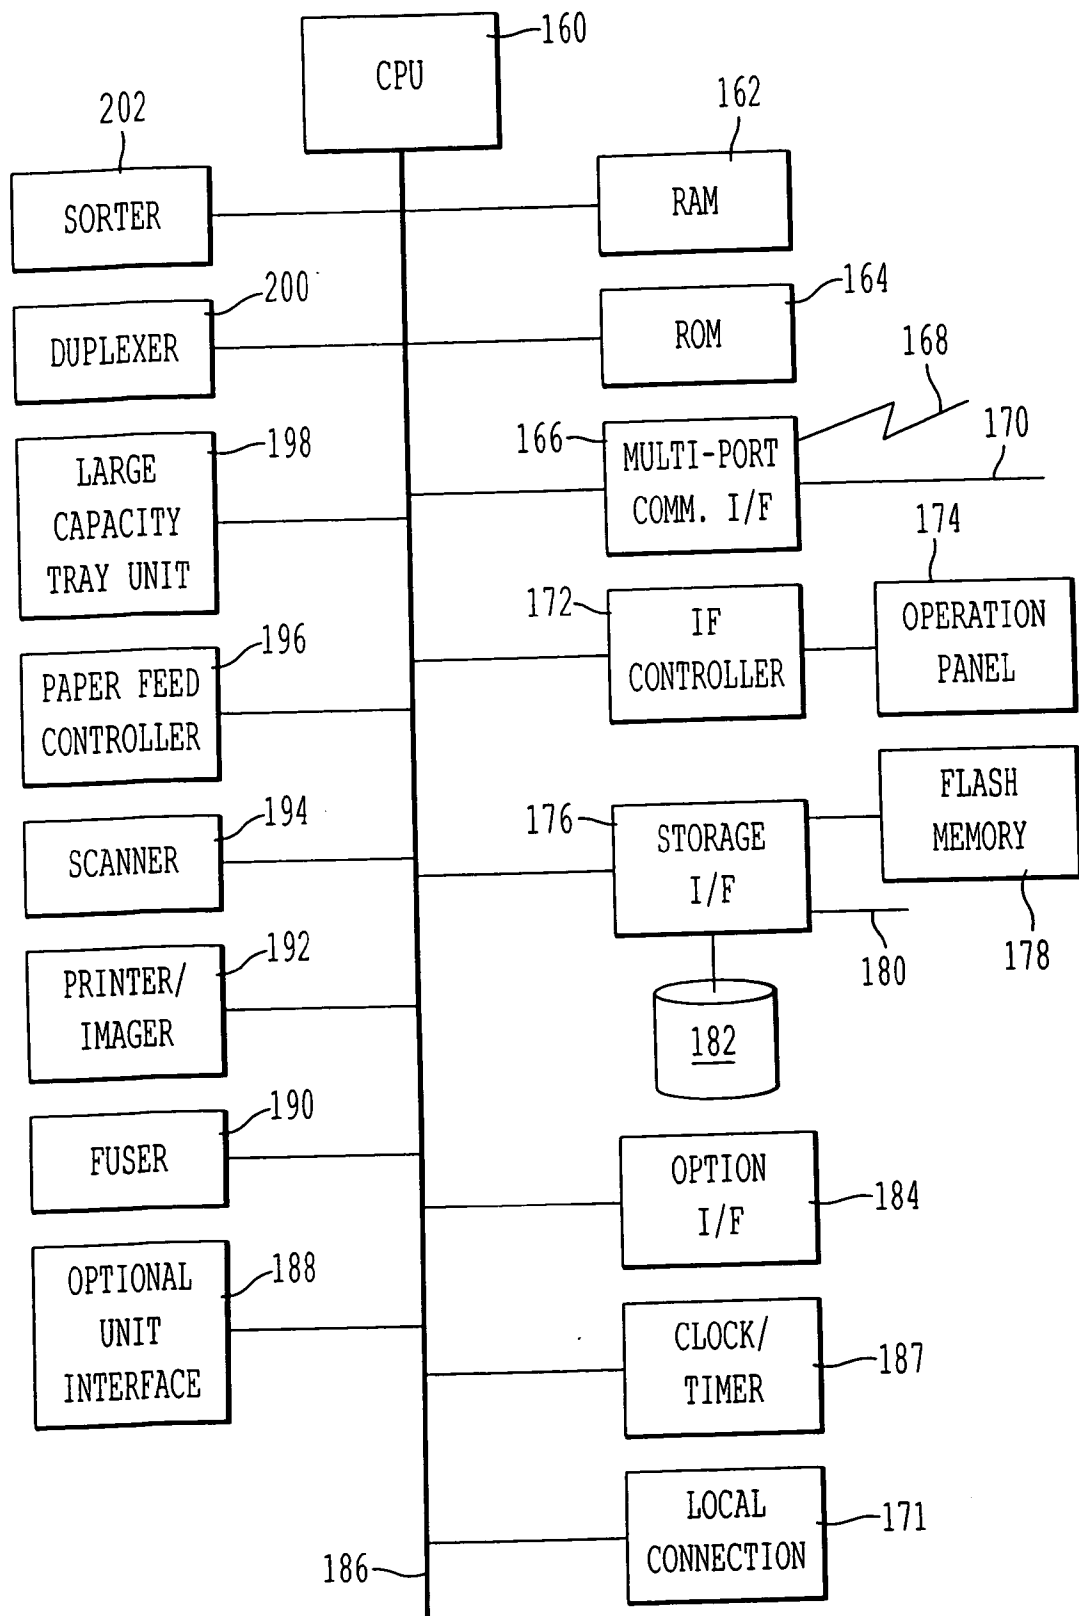 160
CPU
202
SORTER
162
RAM
200
DUPLEXER
164
ROM
168
198
LARGE
CAPACITY
TRAY UNIT
166
MULTI-PORT
COMM. I/F
170
174
172
IF
CONTROLLER
OPERATION
PANEL
196
PAPER FEED
CONTROLLER
176
STORAGE
I/F
FLASH
MEMORY
178
180
194
SCANNER
192
PRINTER/
IMAGER
182
190
FUSER
OPTION
I/F
184
188
OPTIONAL
UNIT
INTERFACE
CLOCK/
TIMER
187
LOCAL
CONNECTION
171
186